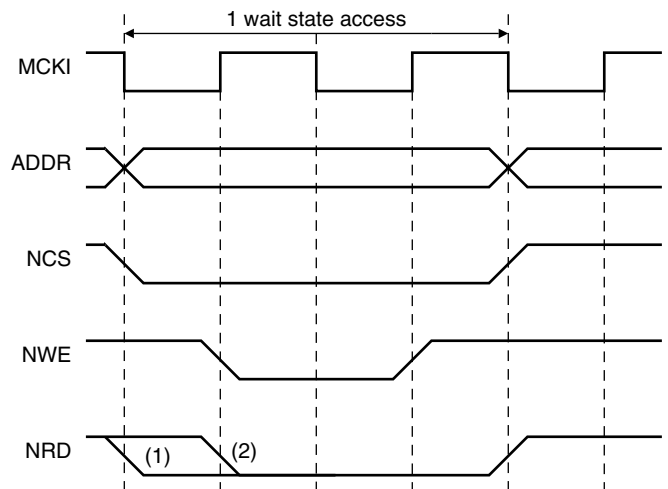 1 wait state access
MCKI
ADDR
NCS
NWE
NRD
(1)
(2)